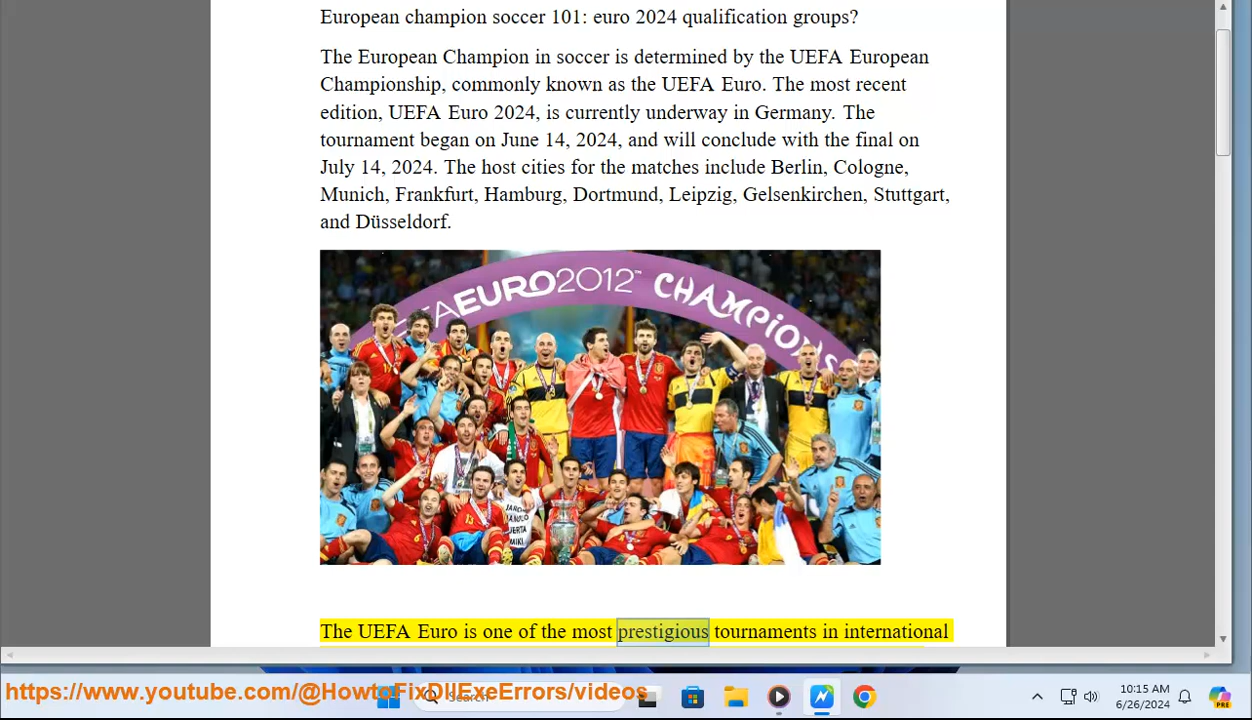 European champion soccer 101: euro 2024 qualification groups?
The European Champion in soccer is determined by the UEFA European
Championship, commonly known as the UEFA Euro. The most recent
edition, UEFA Euro 2024, is currently underway in Germany. The
tournament began on June 14, 2024, and will conclude with the final on
July 14, 2024. The host cities for the matches include Berlin, Cologne,
Munich, Frankfurt, Hamburg, Dortmund, Leipzig, Gelsenkirchen, Stuttgart,
and Düsseldorf.
EURO2012™ CHAMPIONS
The UEFA Euro is one of the most prestigious tournaments in international
https://www.youtube.com/@HowtoFixDllExeErrors/videos
Search
10:15 AM
6/26/2024
PRE